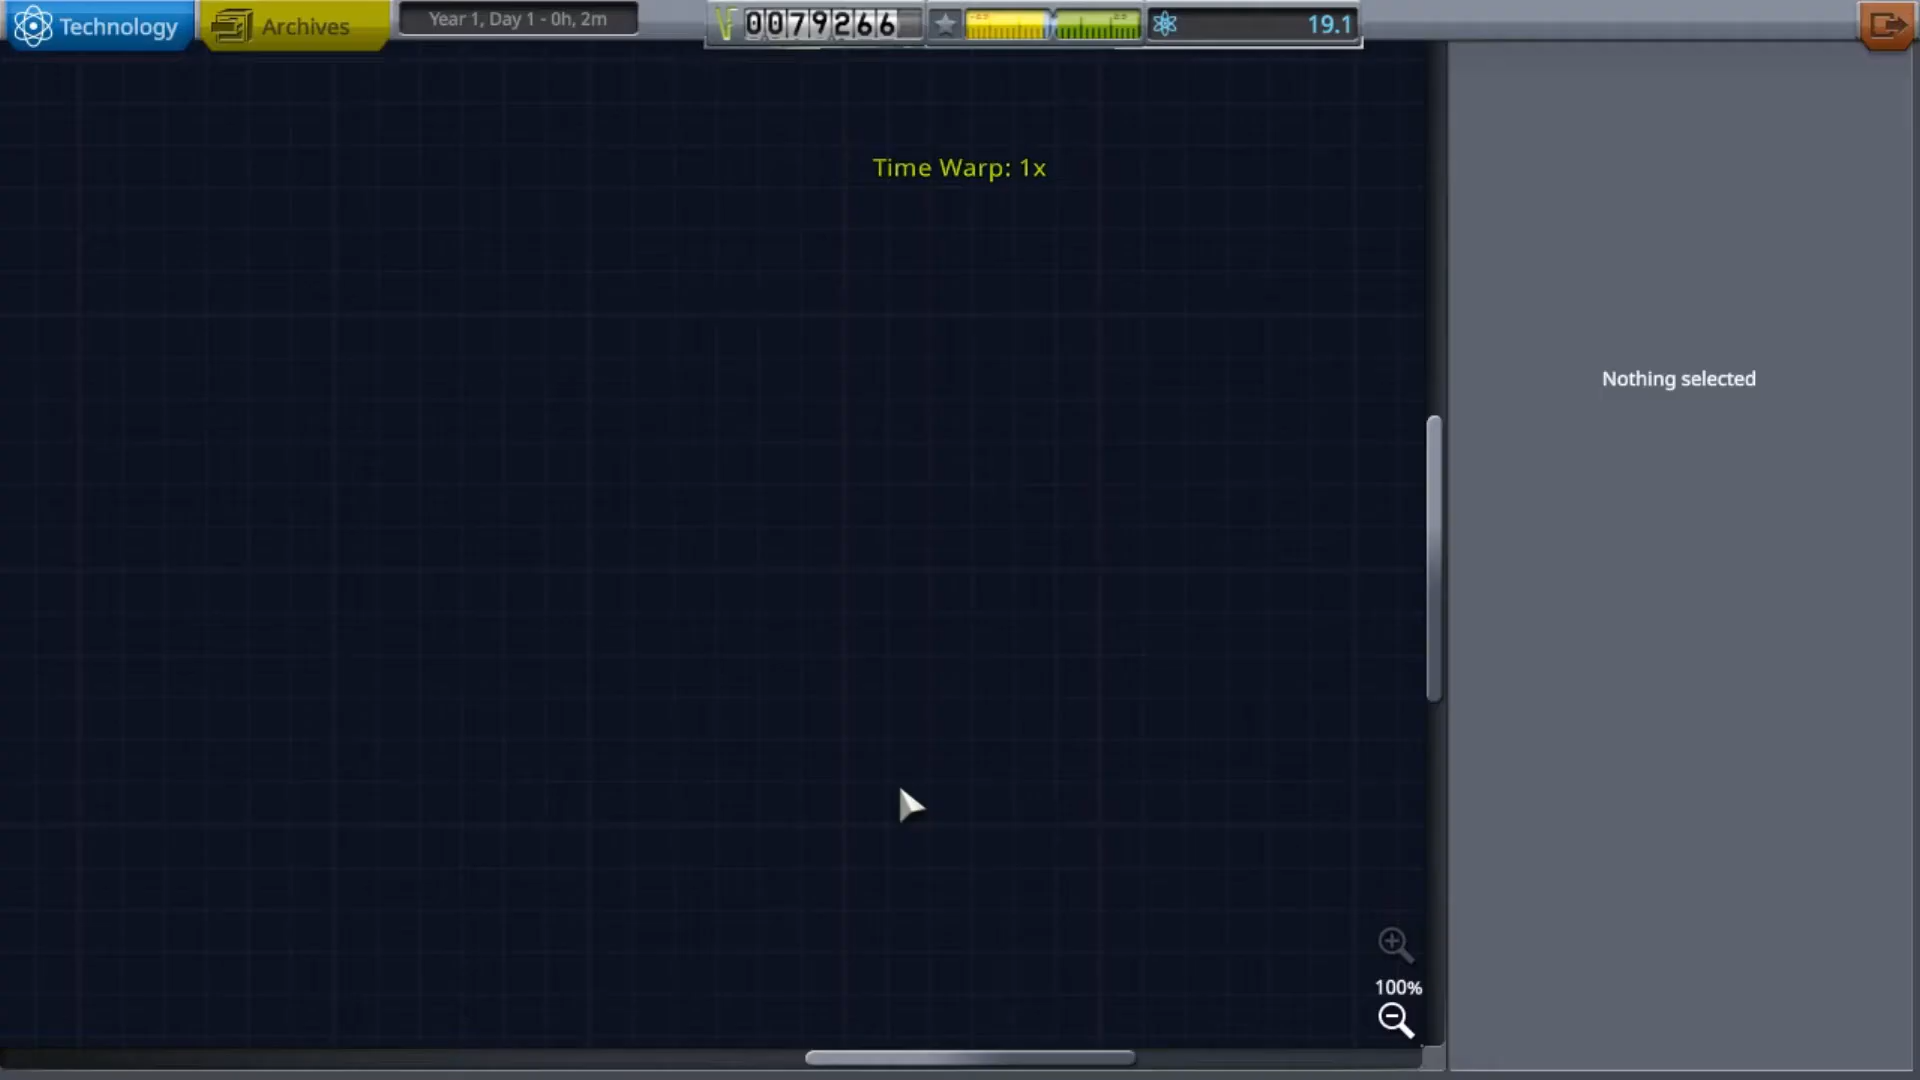 Technology
Archives
Year 1, Day 1 - 0h, 2m
0079266
19.1
Time Warp: 1x
Nothing selected
100%